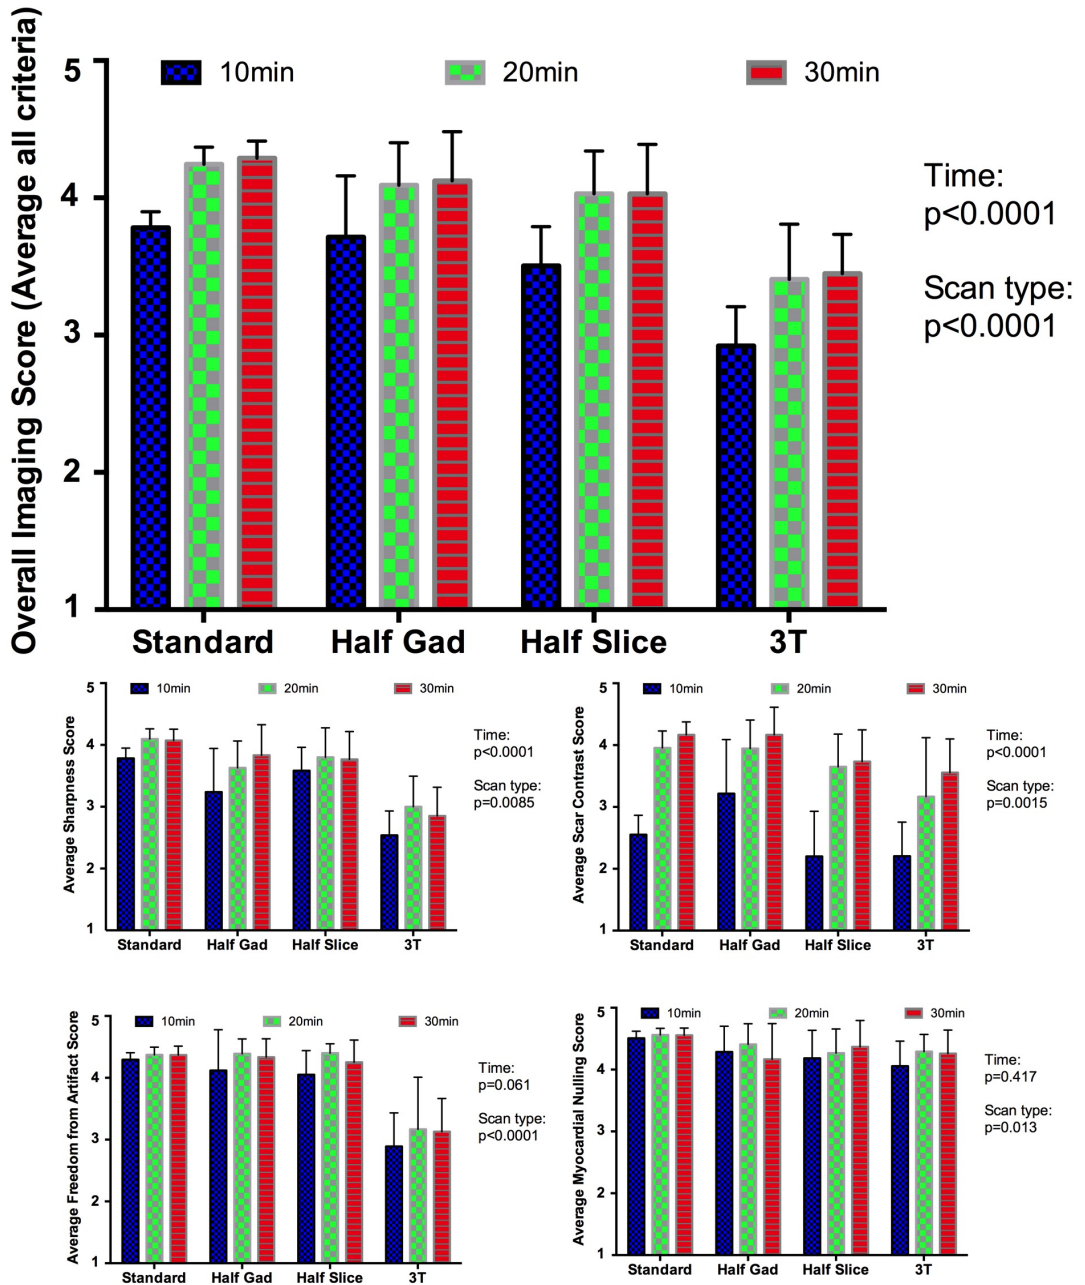 Overall Imaging Score (Average all criteria)
5
4
3
2
1
10min
20min
30min
Time:
p<0.0001
Scan type:
p<0.0001
Standard
Half Gad
Half Slice
3T
Average Sharpness Score
5
4
3
2
1
10min
20min
30min
Time:
p<0.0001
Scan type:
p=0.0085
Standard
Half Gad
Half Slice
3T
Average Scar Contrast Score
5
4
3
2
1
10min
20min
30min
Time:
p<0.0001
Scan type:
p=0.0015
Standard
Half Gad
Half Slice
3T
Average Freedom from Artifact Score
5
4
3
2
1
10min
20min
30min
Time:
p=0.061
Scan type:
p<0.0001
Standard
Half Gad
Half Slice
3T
Average Myocardial Nulling Score
5
4
3
2
1
10min
20min
30min
Time:
p=0.417
Scan type:
p=0.013
Standard
Half Gad
Half Slice
3T